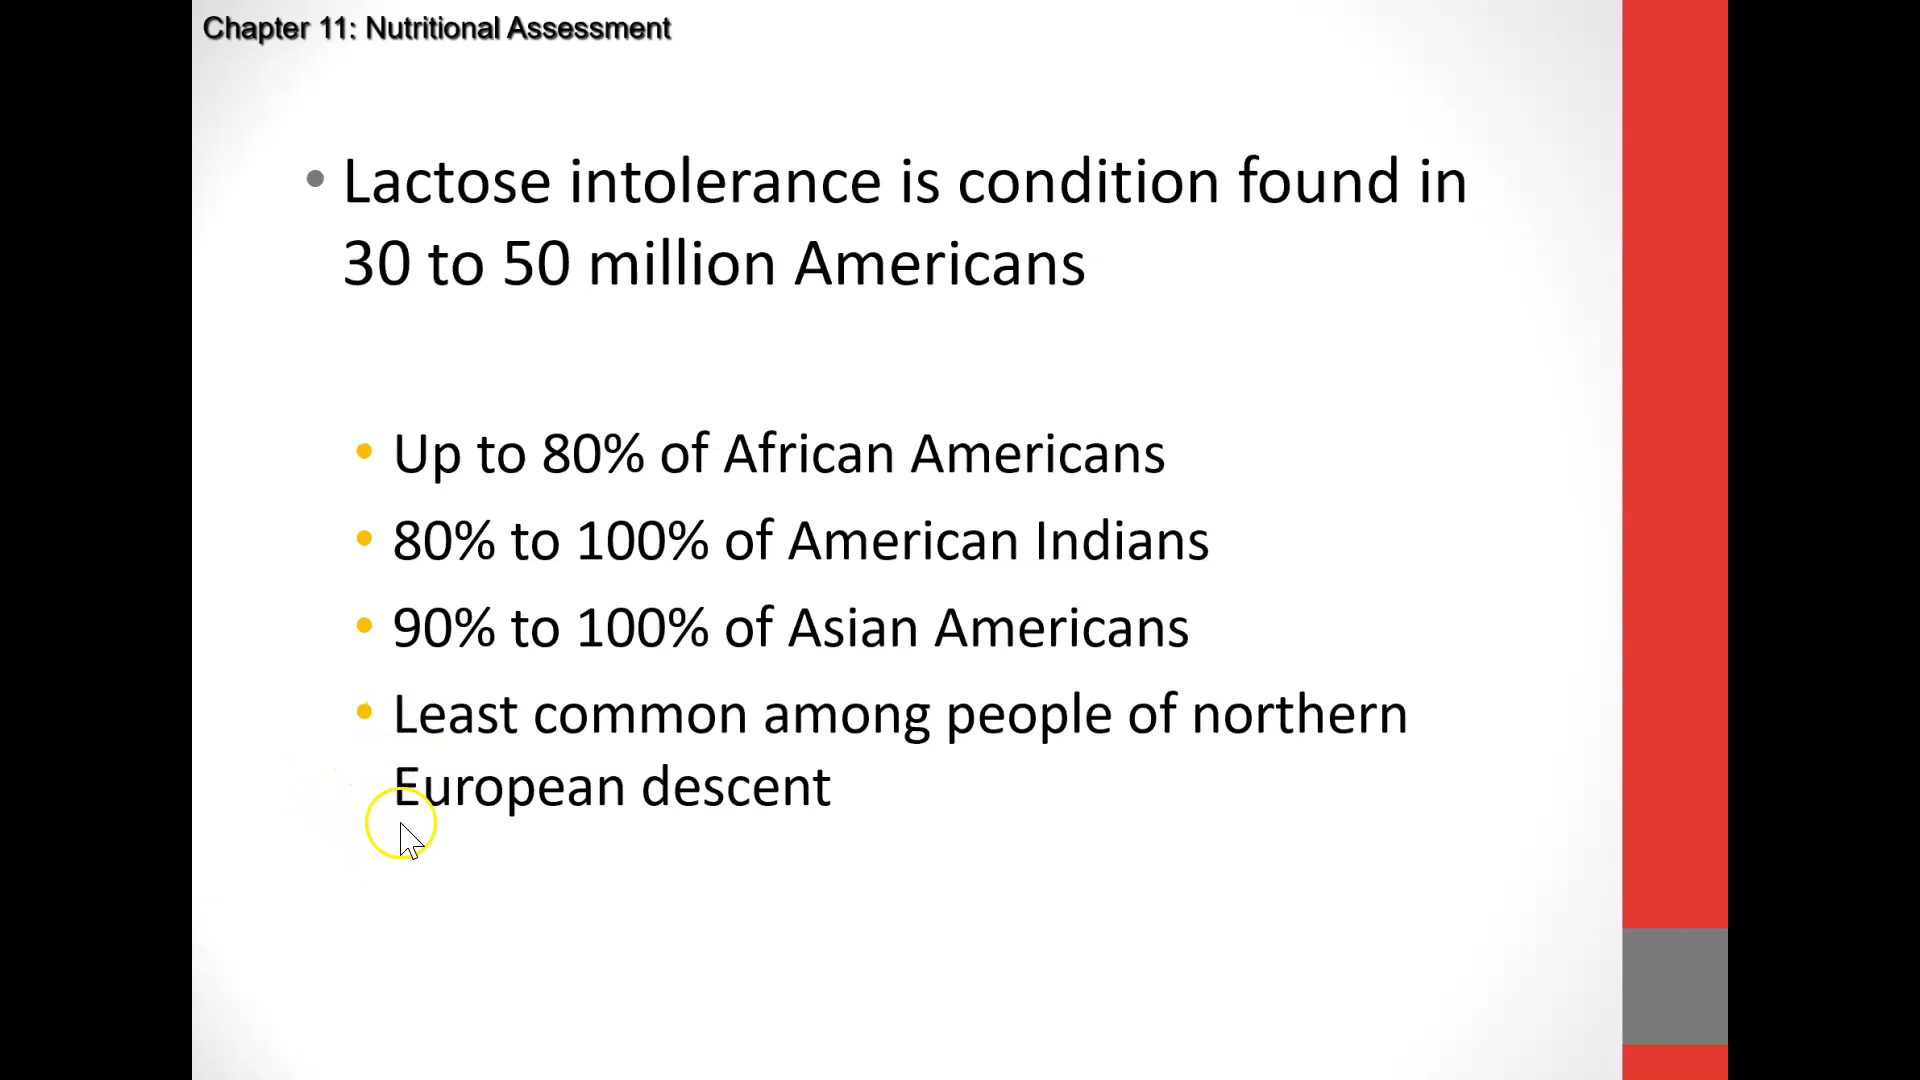 Chapter 11: Nutritional Assessment
• Lactose intolerance is condition found in
30 to 50 million Americans
• Up to 80% of African Americans
• 80% to 100% of American Indians
• 90% to 100% of Asian Americans
• Least common among people of northern
European descent